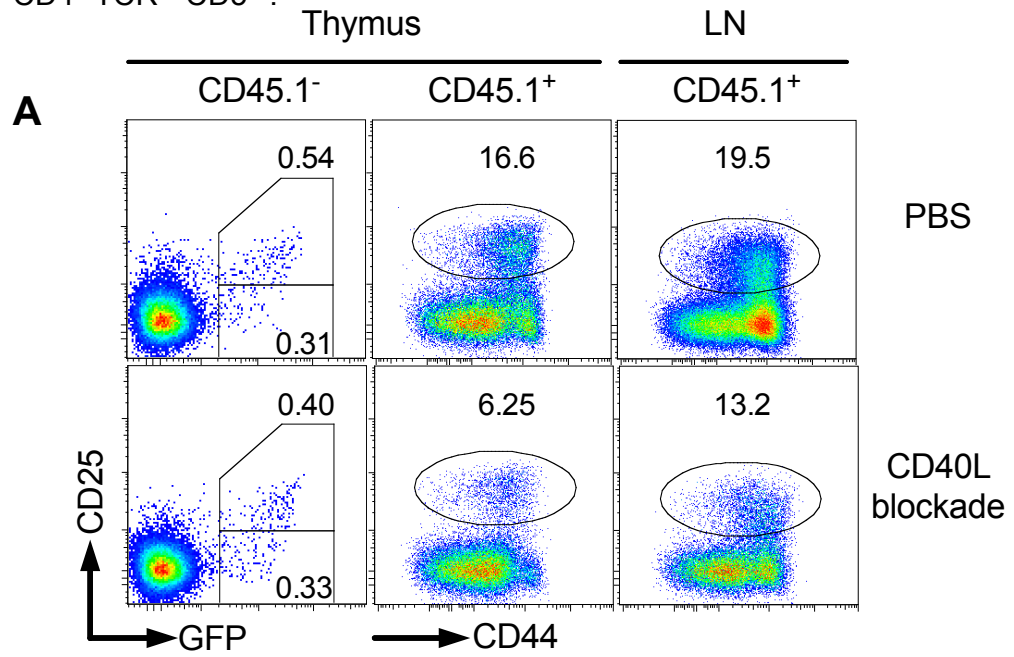 Thymus LN
CD45.1⁻ CD45.1⁺ CD45.1⁺
A
0.54 16.6 19.5
PBS
0.31
0.40 6.25 13.2
CD40L
blockade
CD25
0.33
GFP CD44